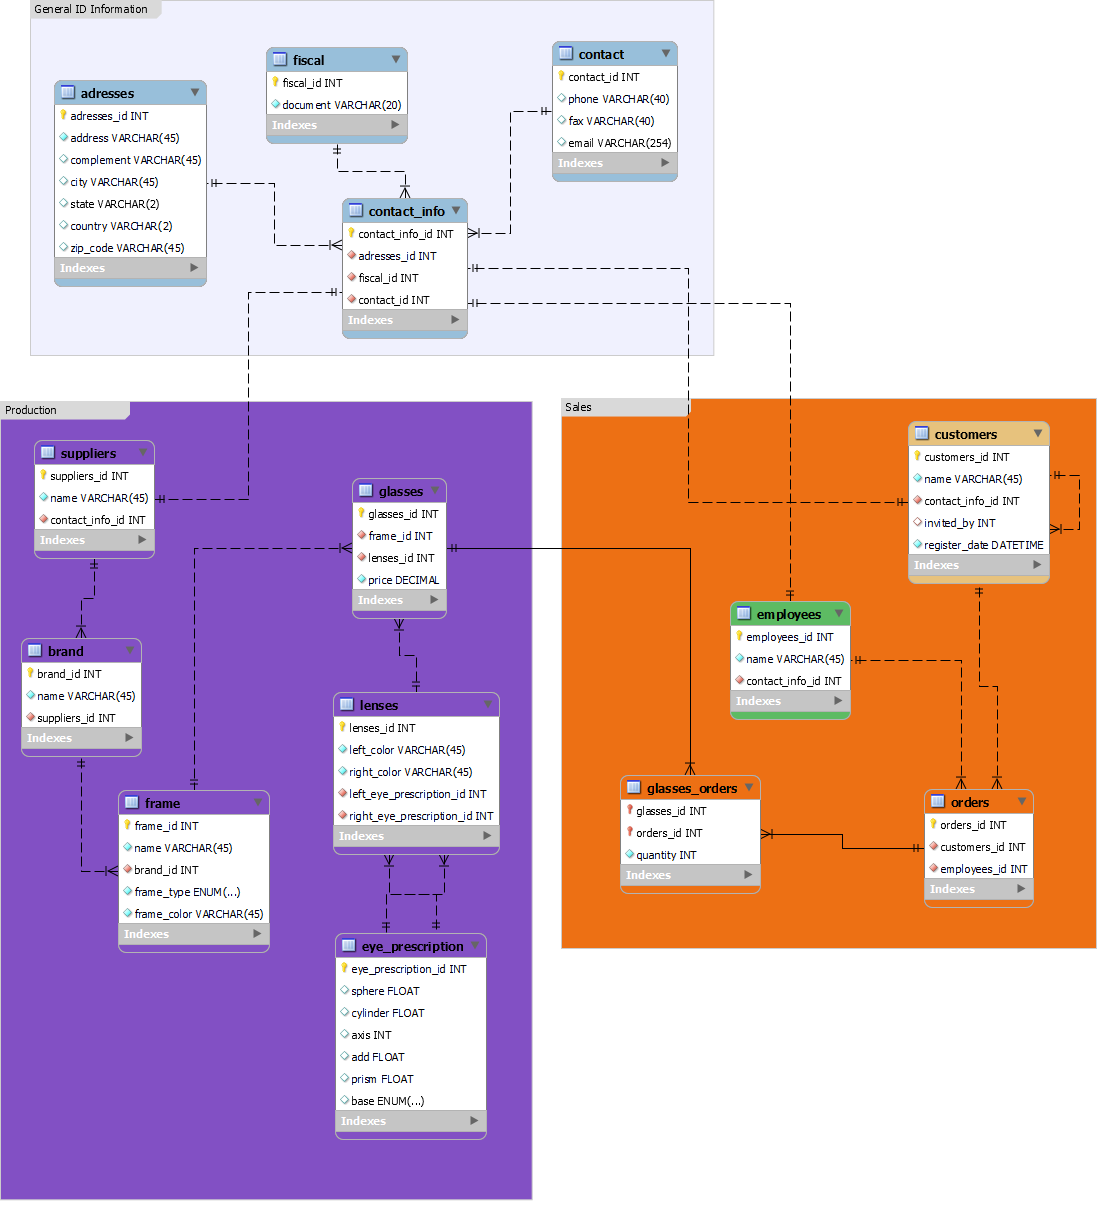 General ID Information
adresses
adresses_id INT
address VARCHAR(45)
complement VARCHAR(45)
city VARCHAR(45)
state VARCHAR(2)
country VARCHAR(2)
zip_code VARCHAR(45)
Indexes
fiscal
fiscal_id INT
document VARCHAR(20)
Indexes
contact
contact_id INT
phone VARCHAR(40)
fax VARCHAR(40)
email VARCHAR(254)
Indexes
contact_info
contact_info_id INT
adresses_id INT
fiscal_id INT
contact_id INT
Indexes
Production
suppliers
suppliers_id INT
name VARCHAR(45)
contact_info_id INT
Indexes
glasses
glasses_id INT
frame_id INT
lenses_id INT
price DECIMAL
Indexes
brand
brand_id INT
name VARCHAR(45)
suppliers_id INT
Indexes
lenses
lenses_id INT
left_color VARCHAR(45)
right_color VARCHAR(45)
left_eye_prescription_id INT
right_eye_prescription_id INT
Indexes
frame
frame_id INT
name VARCHAR(45)
brand_id INT
frame_type ENUM(...)
frame_color VARCHAR(45)
Indexes
eye_prescription
eye_prescription_id INT
sphere FLOAT
cylinder FLOAT
axis INT
add FLOAT
prism FLOAT
base ENUM(...)
Indexes
Sales
customers
customers_id INT
name VARCHAR(45)
contact_info_id INT
invited_by INT
register_date DATETIME
Indexes
employees
employees_id INT
name VARCHAR(45)
contact_info_id INT
Indexes
glasses_orders
glasses_id INT
orders_id INT
quantity INT
Indexes
orders
orders_id INT
customers_id INT
employees_id INT
Indexes